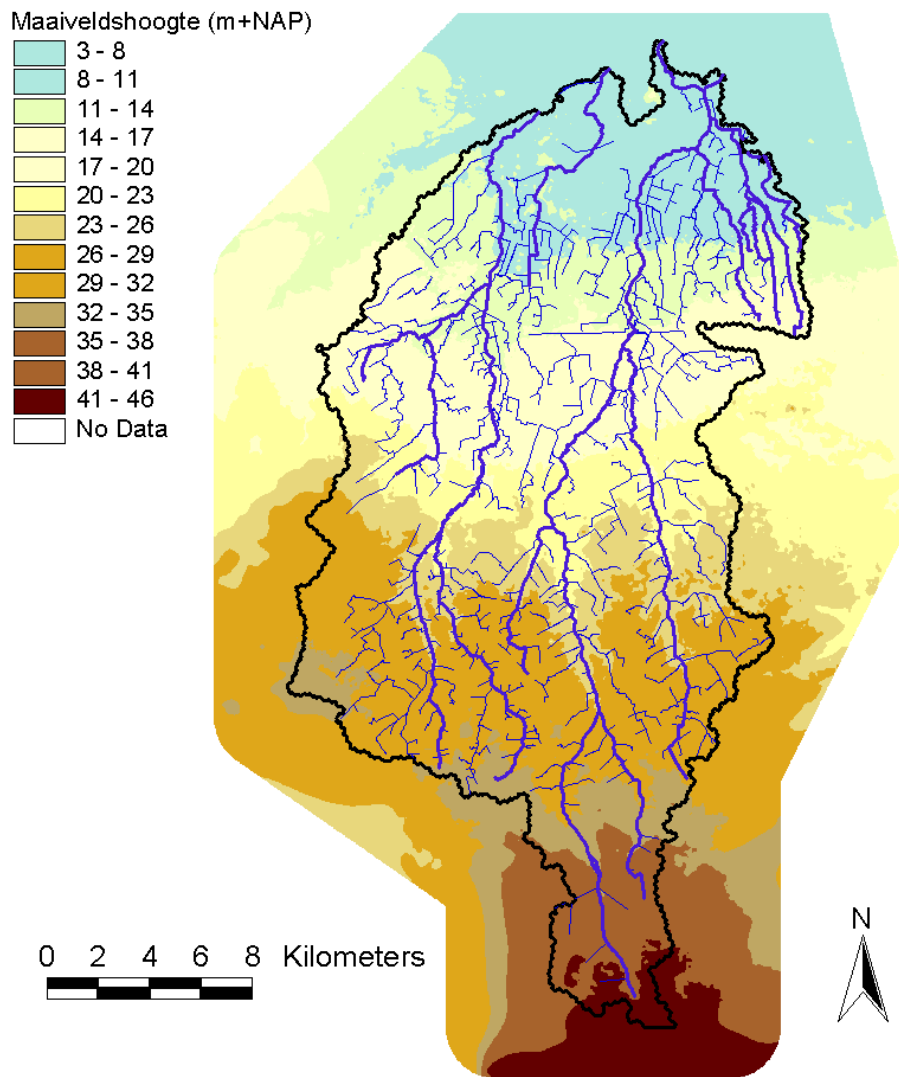 Maaiveldshoogte (m+NAP)
3 - 8
8 - 11
11 - 14
14 - 17
17 - 20
20 - 23
23 - 26
26 - 29
29 - 32
32 - 35
35 - 38
38 - 41
41 - 46
No Data
0 2 4 6 8 Kilometers
N